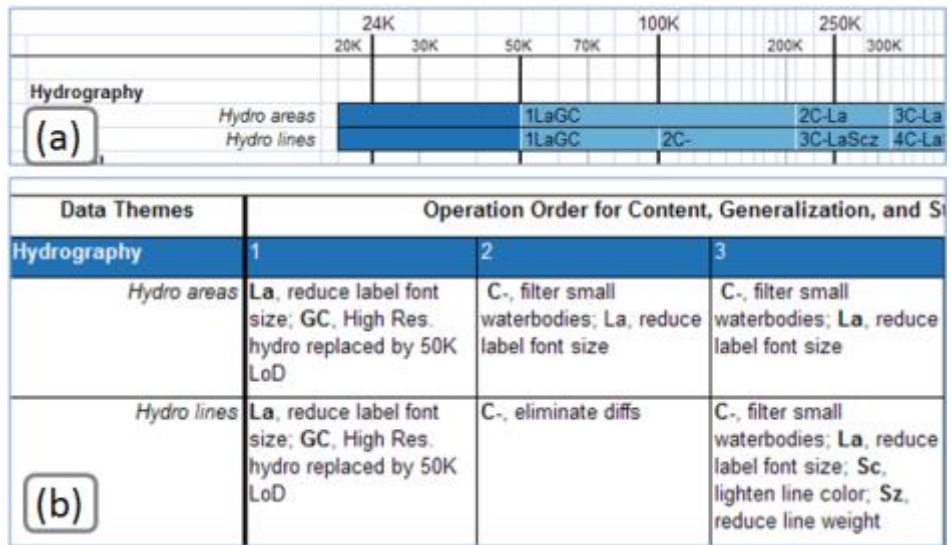 24K 100K 250K
20K 30K 50K 70K 200K 300K
Hydrography
Hydro areas 1LaGC 2C-La 3C-La
Hydro lines 1LaGC 2C- 3C-LaScz 4C-La
(a)
Data Themes Operation Order for Content, Generalization, and S
Hydrography 1 2 3
Hydro areas La, reduce label font C-, filter small C-, filter small
size; GC, High Res. waterbodies; La, reduce waterbodies; La, reduce
hydro replaced by 50K label font size label font size
LoD
Hydro lines La, reduce label font C-, eliminate diffs C-, filter small
size; GC, High Res. waterbodies; La, reduce
hydro replaced by 50K label font size; Sc,
LoD lighten line color; Sz,
(b) reduce line weight